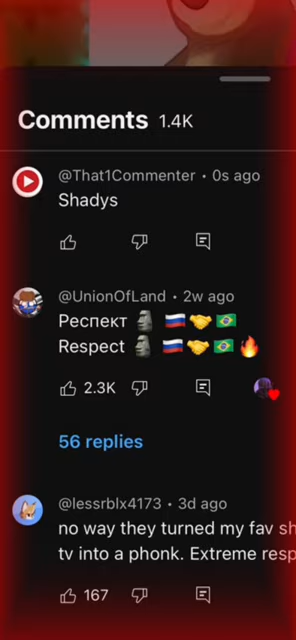 Comments 1.4K
@That1Commenter • 0s ago
Shadys
@UnionOfLand • 2w ago
Респект 🗿 🇷🇺🤝🇧🇷
Respect 🗿 🇷🇺🤝🇧🇷🔥
2.3K
56 replies
@lessrblx4173 • 3d ago
no way they turned my fav sh
tv into a phonk. Extreme resp
167